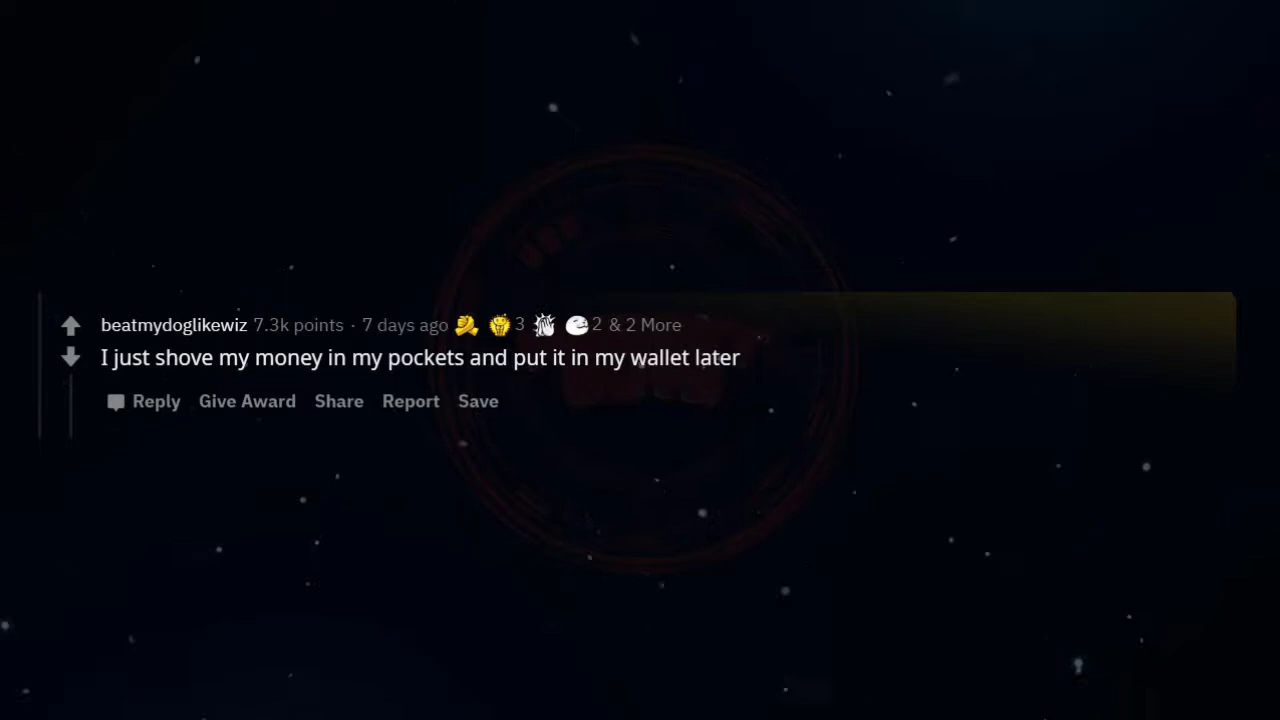 beatmydoglikewiz 7.3k points · 7 days ago 3 2 & 2 More
I just shove my money in my pockets and put it in my wallet later
Reply Give Award Share Report Save